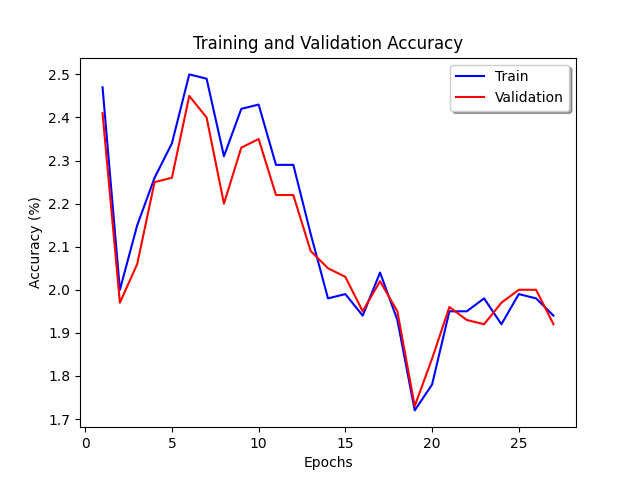 Training and Validation Accuracy
Train
Validation
Accuracy (%)
2.5
2.4
2.3
2.2
2.1
2.0
1.9
1.8
1.7
0 5 10 15 20 25
Epochs